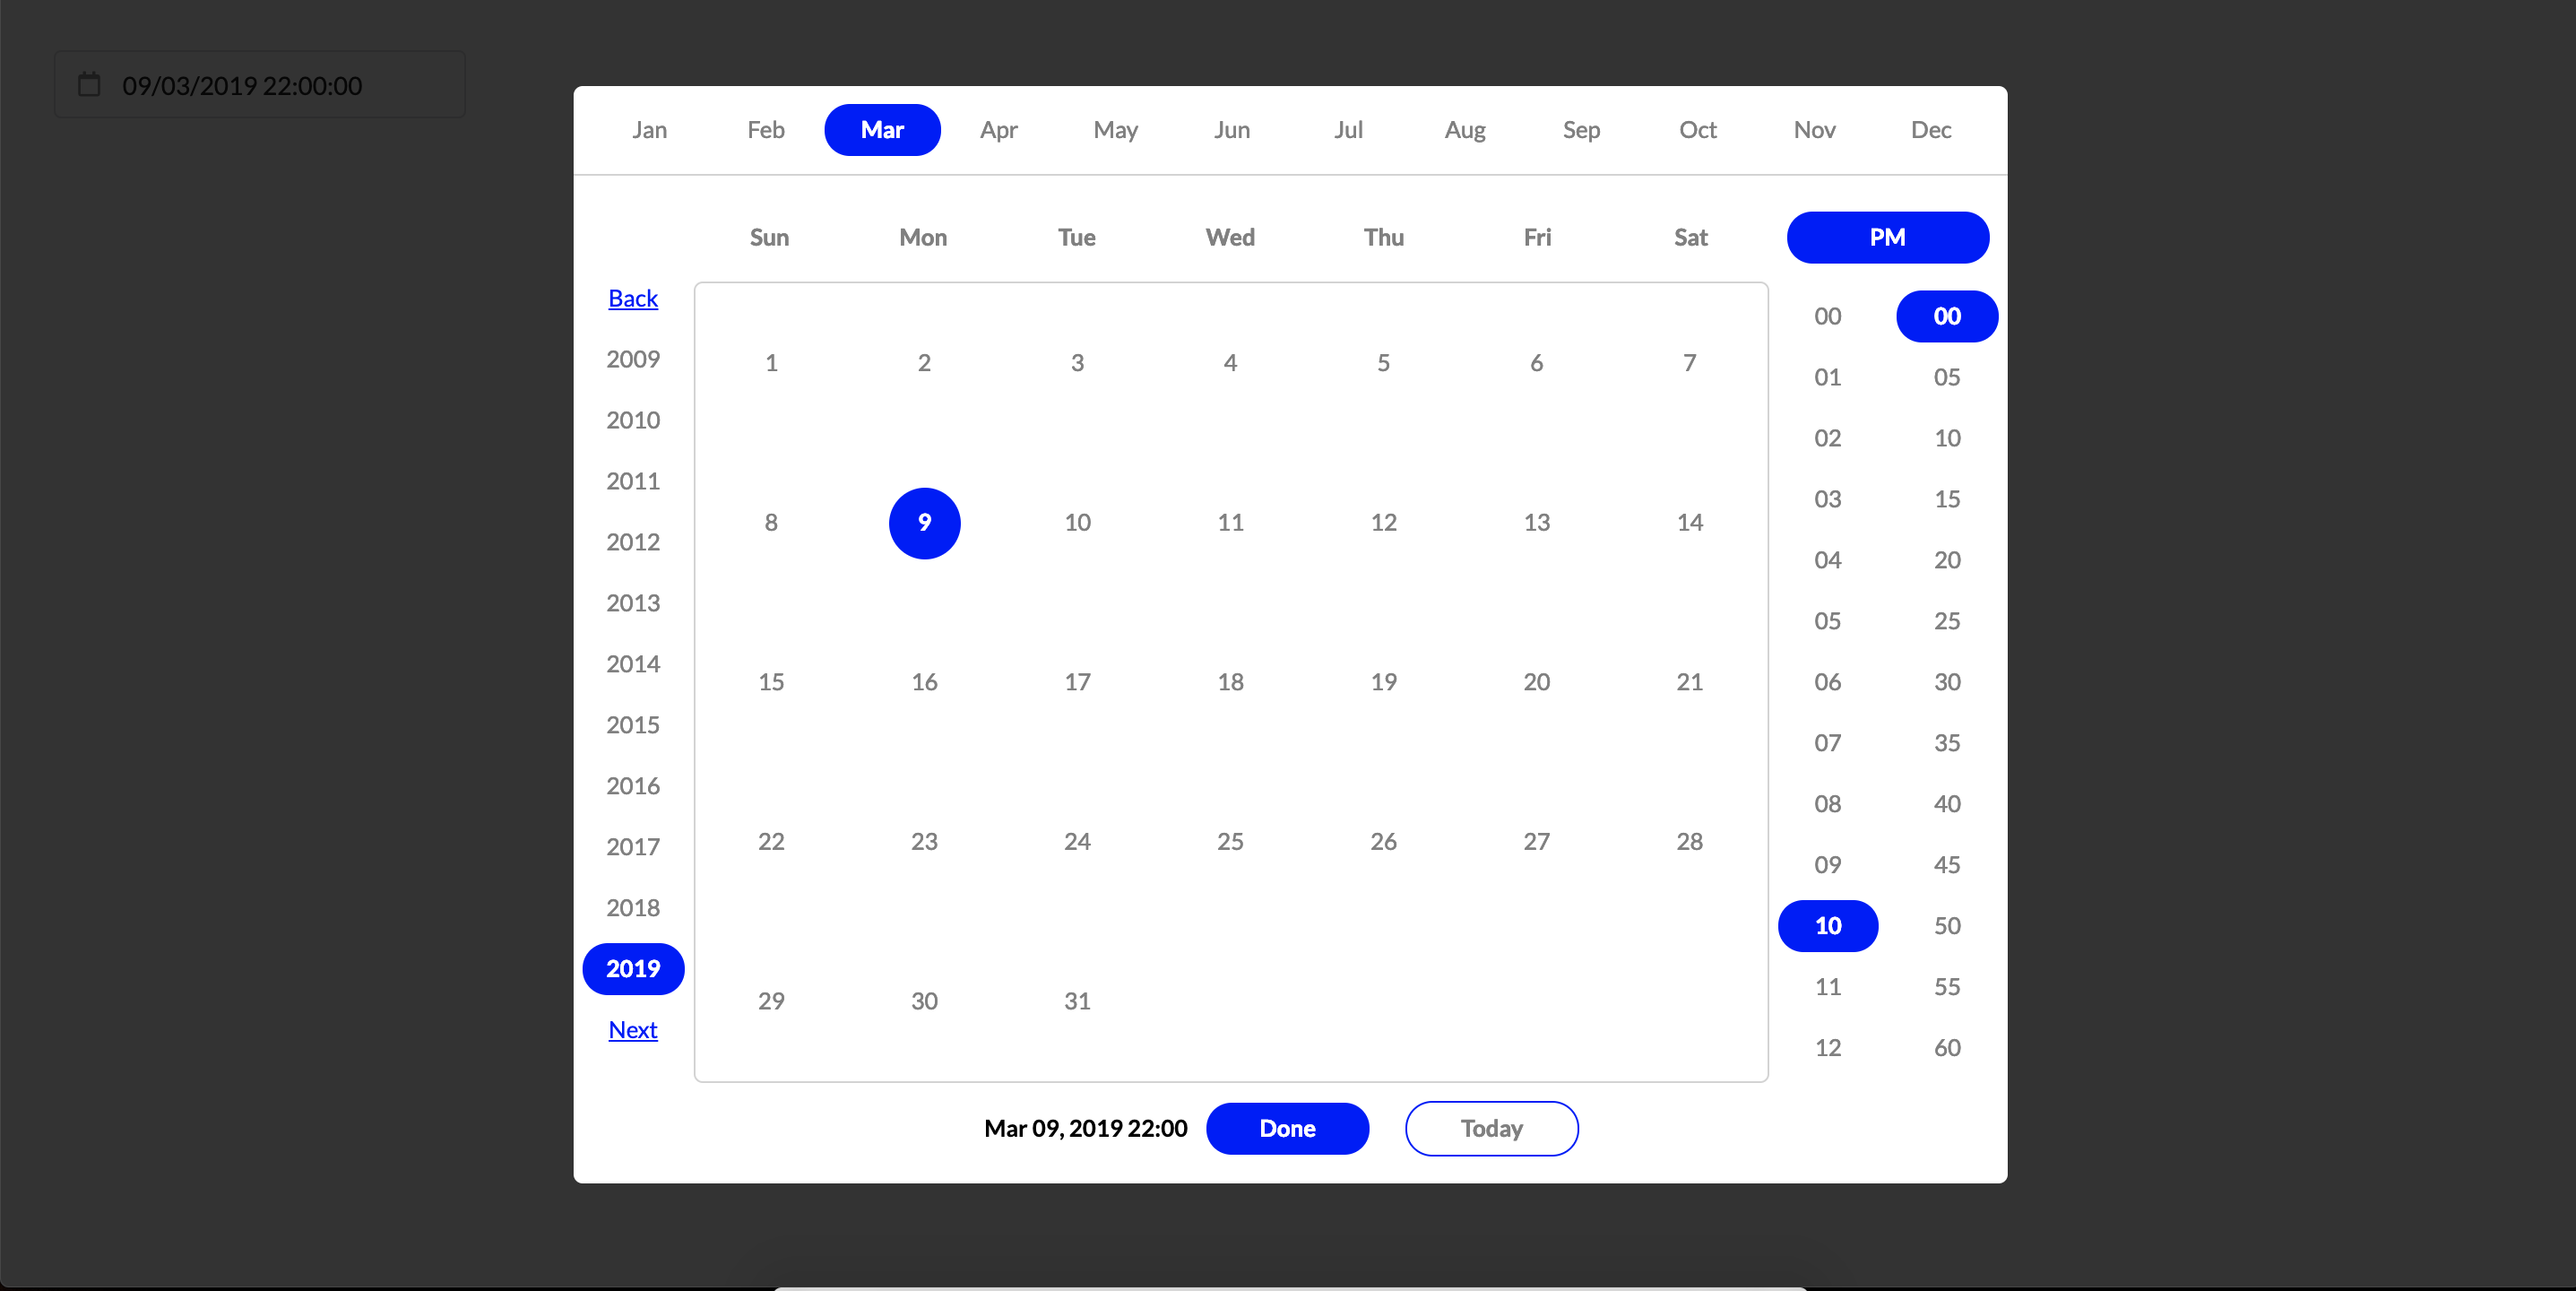 09/03/2019 22:00:00
Jan Feb Mar Apr May Jun Jul Aug Sep Oct Nov Dec
Sun Mon Tue Wed Thu Fri Sat PM
Back
2009
2010
2011
2012
2013
2014
2015
2016
2017
2018
2019
Next
1 2 3 4 5 6 7
8 9 10 11 12 13 14
15 16 17 18 19 20 21
22 23 24 25 26 27 28
29 30 31
00 00
01 05
02 10
03 15
04 20
05 25
06 30
07 35
08 40
09 45
10 50
11 55
12 60
Mar 09, 2019 22:00 Done Today